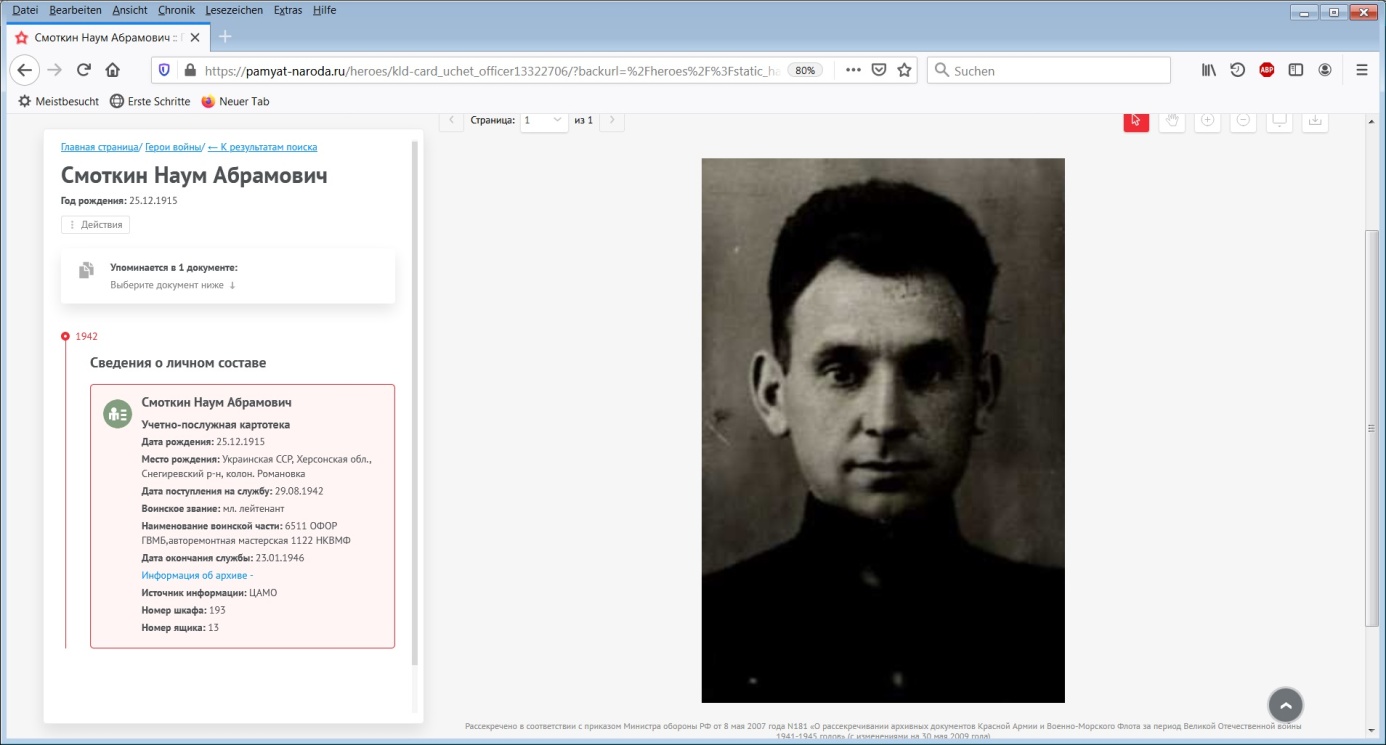 Datei Bearbeiten Ansicht Chronik Lesezeichen Extras Hilfe
Смоткин Наум Абрамович ::
https://pamyat-naroda.ru/heroes/kld-card_uchet_officer13322706/?backurl=%2Fheroes%2F%3Fstatic_ha 80% Suchen
ABP
Meistbesucht Erste Schritte Neuer Tab
Страница: 1 из 1
Главная страница/ Герои войны/ ← К результатам поиска
Смоткин Наум Абрамович
Год рождения: 25.12.1915
Действия
Упоминается в 1 документе:
Выберите документ ниже ↓
1942
Сведения о личном составе
Смоткин Наум Абрамович
Учетно-послужная картотека
Дата рождения: 25.12.1915
Место рождения: Украинская ССР, Херсонская обл.,
Снегиревский р-н, колон. Романовка
Дата поступления на службу: 29.08.1942
Воинское звание: мл. лейтенант
Наименование воинской части: 6511 ОФОР
ГВМБ,авторемонтная мастерская 1122 НКВМФ
Дата окончания службы: 23.01.1946
Информация об архиве -
Источник информации: ЦАМО
Номер шкафа: 193
Номер ящика: 13
Рассекречено в соответствии с приказом Министра обороны РФ от 8 мая 2007 года N181 «О рассекречивании архивных документов Красной Армии и Военно-Морского Флота за период Великой Отечественной войны
1941-1945 годов» (с изменениями на 30 мая 2009 года)